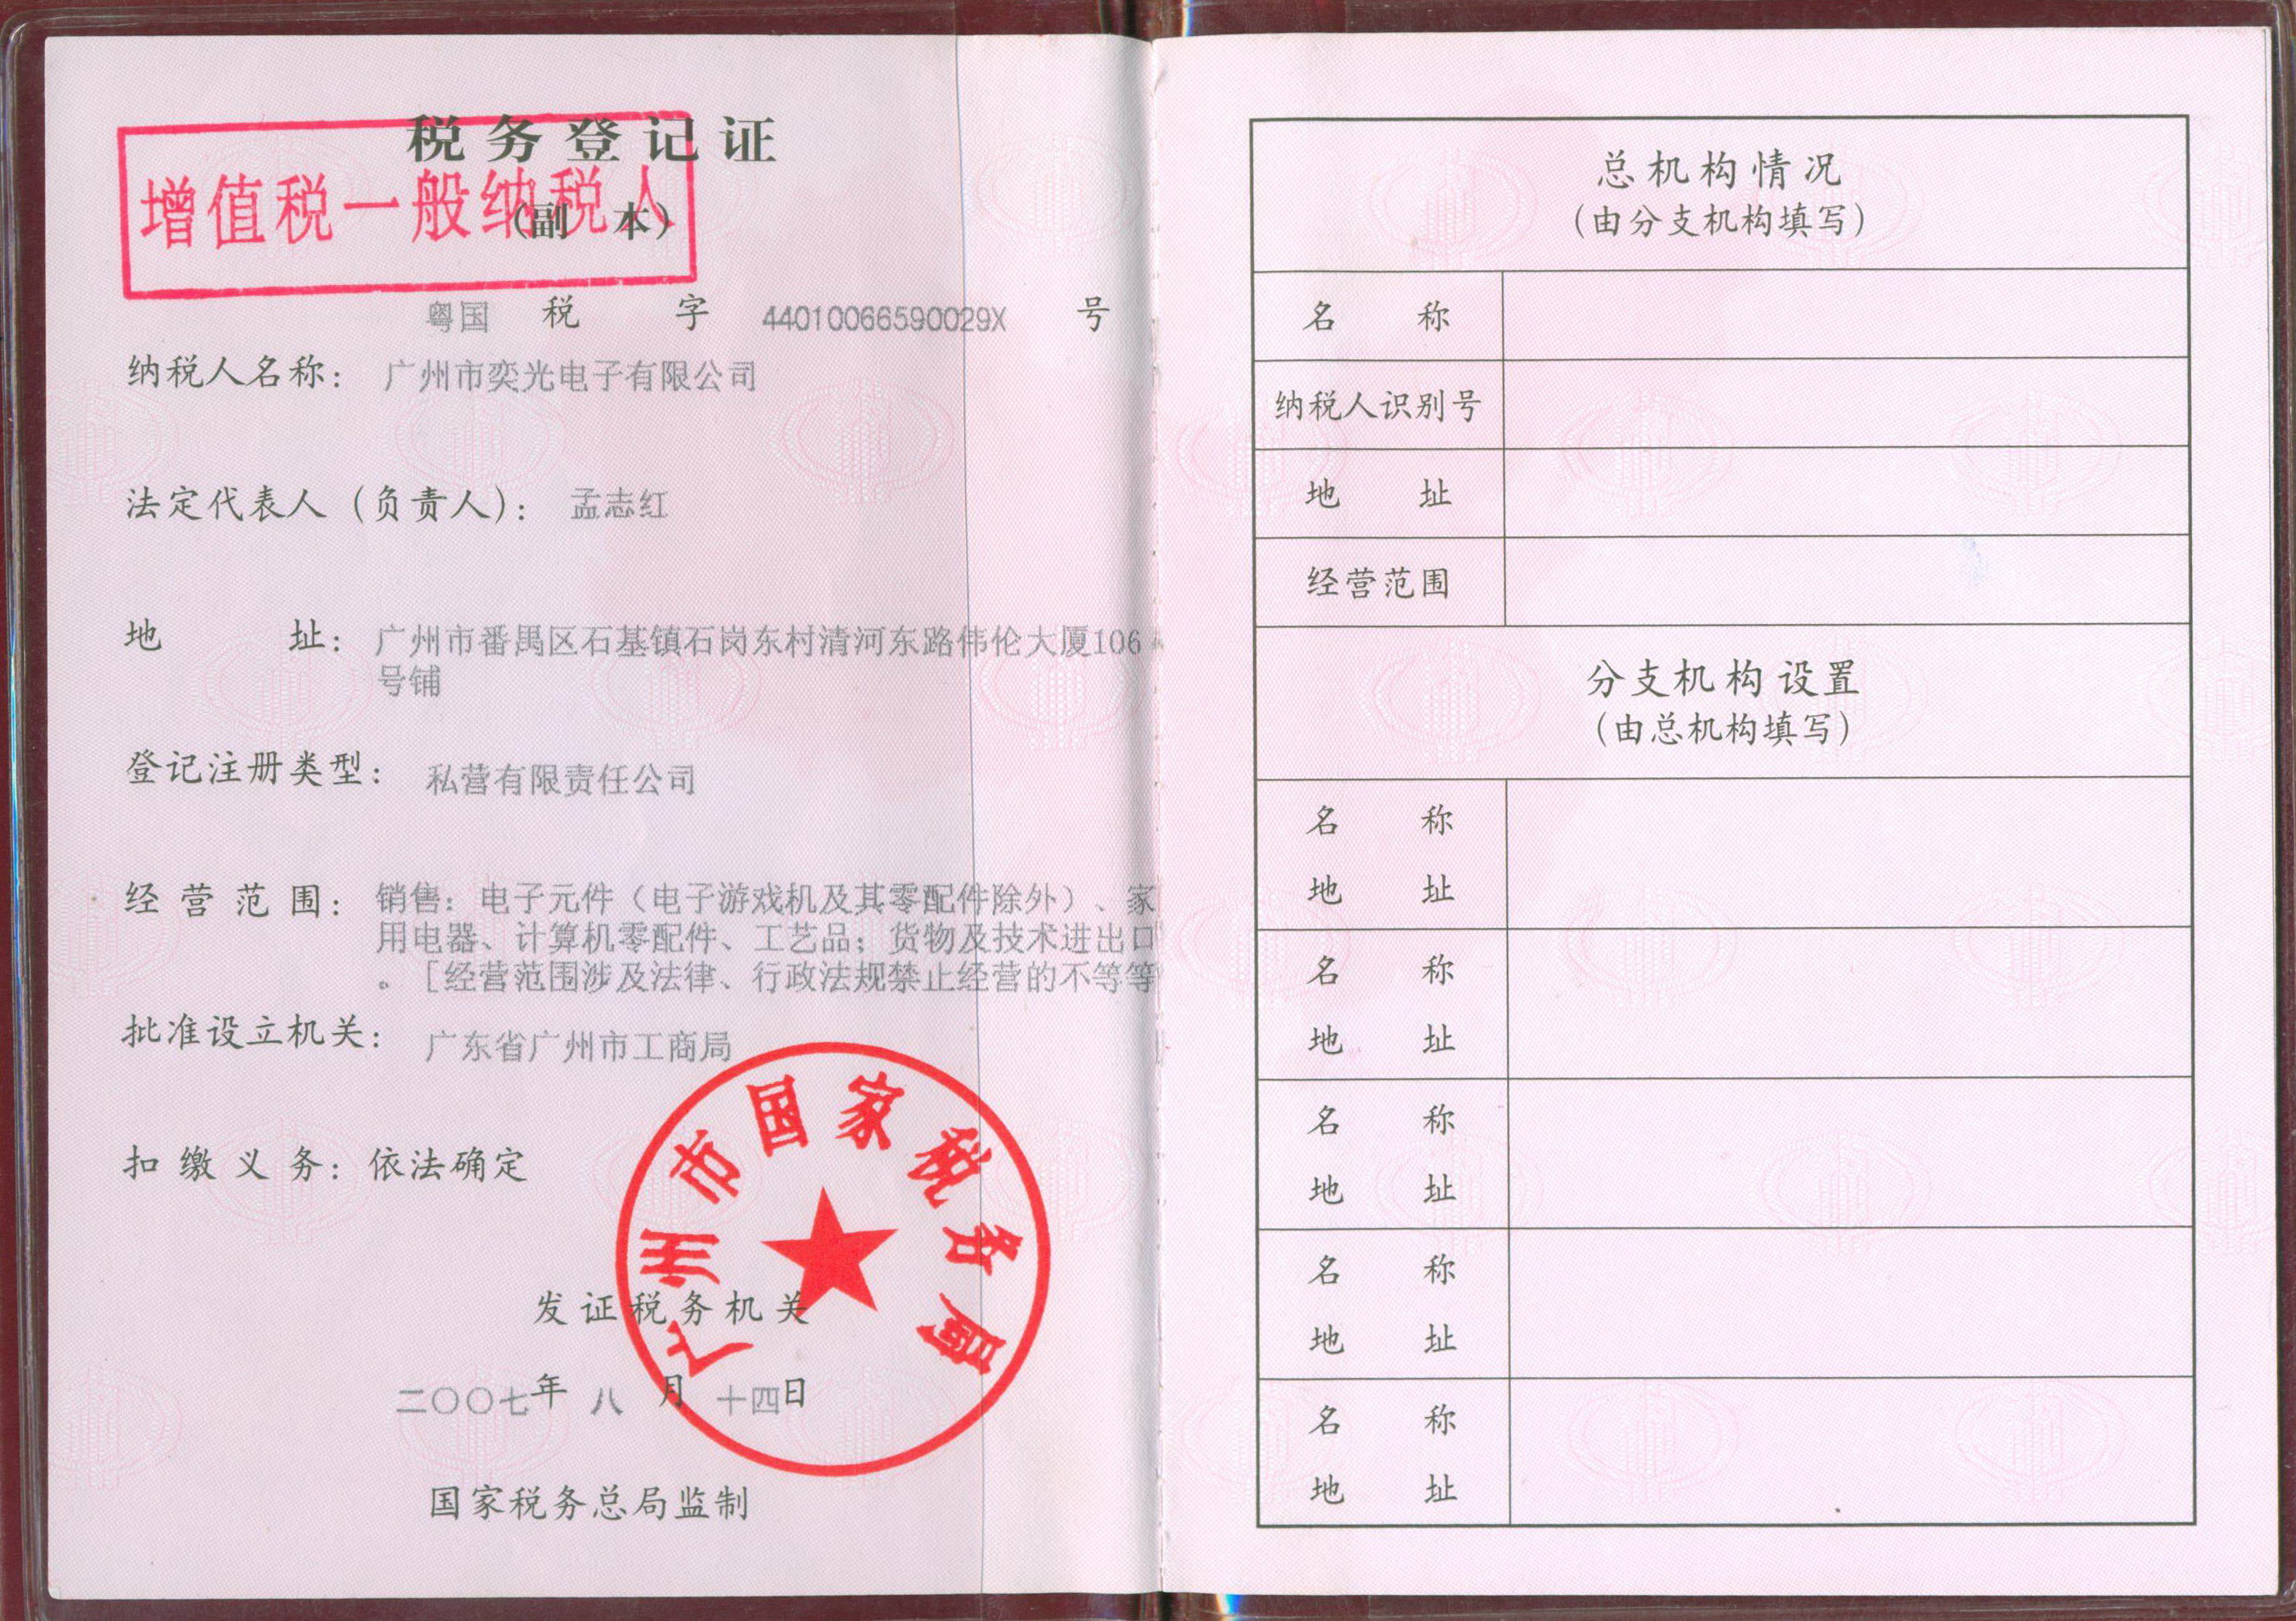 税务登记证
增值税一般纳税人
(副 本)
粤国 税 字 44010066590029X 号
纳税人名称： 广州市奕光电子有限公司
法定代表人（负责人）： 孟志红
地 址： 广州市番禺区石基镇石岗东村清河东路伟伦大厦106
号铺
登记注册类型： 私营有限责任公司
经营范围： 销售：电子元件（电子游戏机及其零配件除外）、家
用电器、计算机零配件、工艺品；货物及技术进出口
。［经营范围涉及法律、行政法规禁止经营的不等等
批准设立机关： 广东省广州市工商局
扣缴义务：依法确定
广州市国家税务局
发证税务机关
二〇〇七年 八 月 十四日
国家税务总局监制
总机构情况
（由分支机构填写）
名 称
纳税人识别号
地 址
经营范围
分支机构设置
（由总机构填写）
名 称
地 址
名 称
地 址
名 称
地 址
名 称
地 址
名 称
地 址